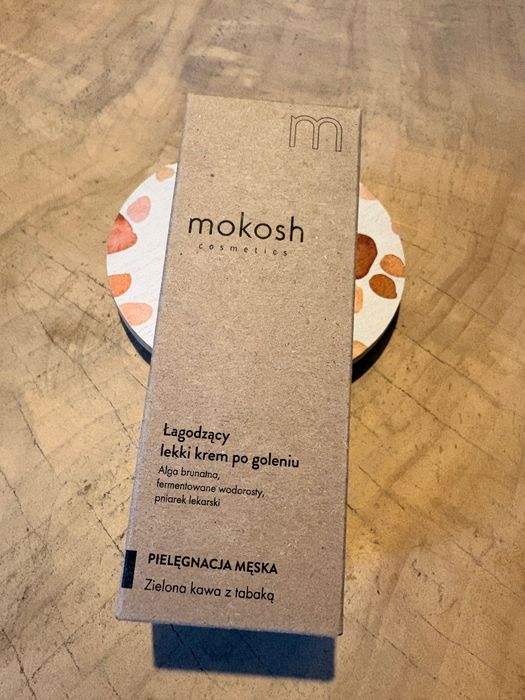 m
mokosh
cosmetics
Łagodzący
lekki krem po goleniu
Alga brunatna,
fermentowane wodorosty,
pniarek lekarski
PIELĘGNACJA MĘSKA
Zielona kawa z tabaką